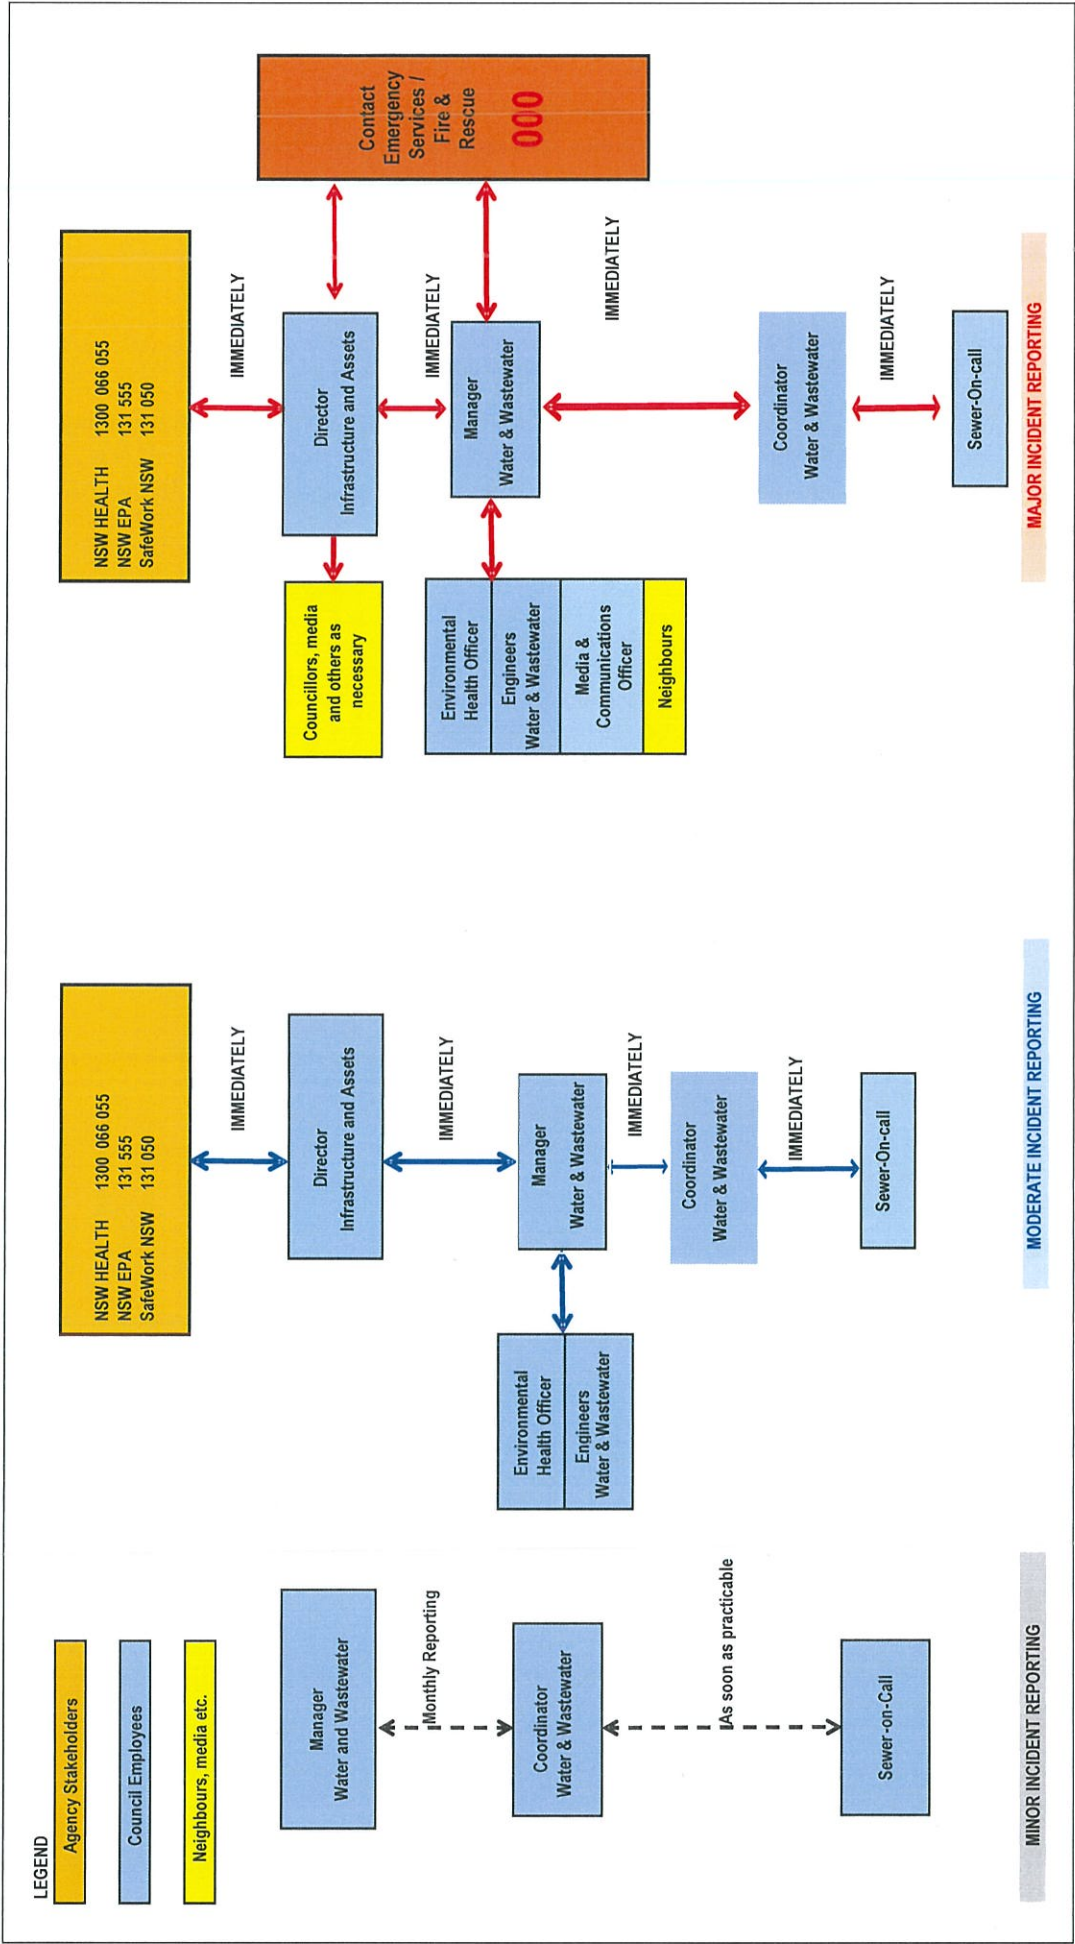 LEGEND
Agency Stakeholders
Council Employees
Neighbours, media etc.
Manager
Water and Wastewater
Monthly Reporting
Coordinator
Water & Wastewater
As soon as practicable
Sewer-on-Call
MINOR INCIDENT REPORTING
NSW HEALTH 1300 066 055
NSW EPA 131 555
SafeWork NSW 131 050
IMMEDIATELY
Director
Infrastructure and Assets
IMMEDIATELY
Manager
Water & Wastewater
Environmental
Health Officer
Engineers
Water & Wastewater
IMMEDIATELY
Coordinator
Water & Wastewater
IMMEDIATELY
Sewer-On-call
MODERATE INCIDENT REPORTING
NSW HEALTH 1300 066 055
NSW EPA 131 555
SafeWork NSW 131 050
IMMEDIATELY
Contact
Emergency
Services /
Fire &
Rescue
000
Director
Infrastructure and Assets
Councillors, media
and others as
necessary
IMMEDIATELY
Manager
Water & Wastewater
Environmental
Health Officer
Engineers
Water & Wastewater
Media &
Communications
Officer
Neighbours
IMMEDIATELY
Coordinator
Water & Wastewater
IMMEDIATELY
Sewer-On-call
MAJOR INCIDENT REPORTING